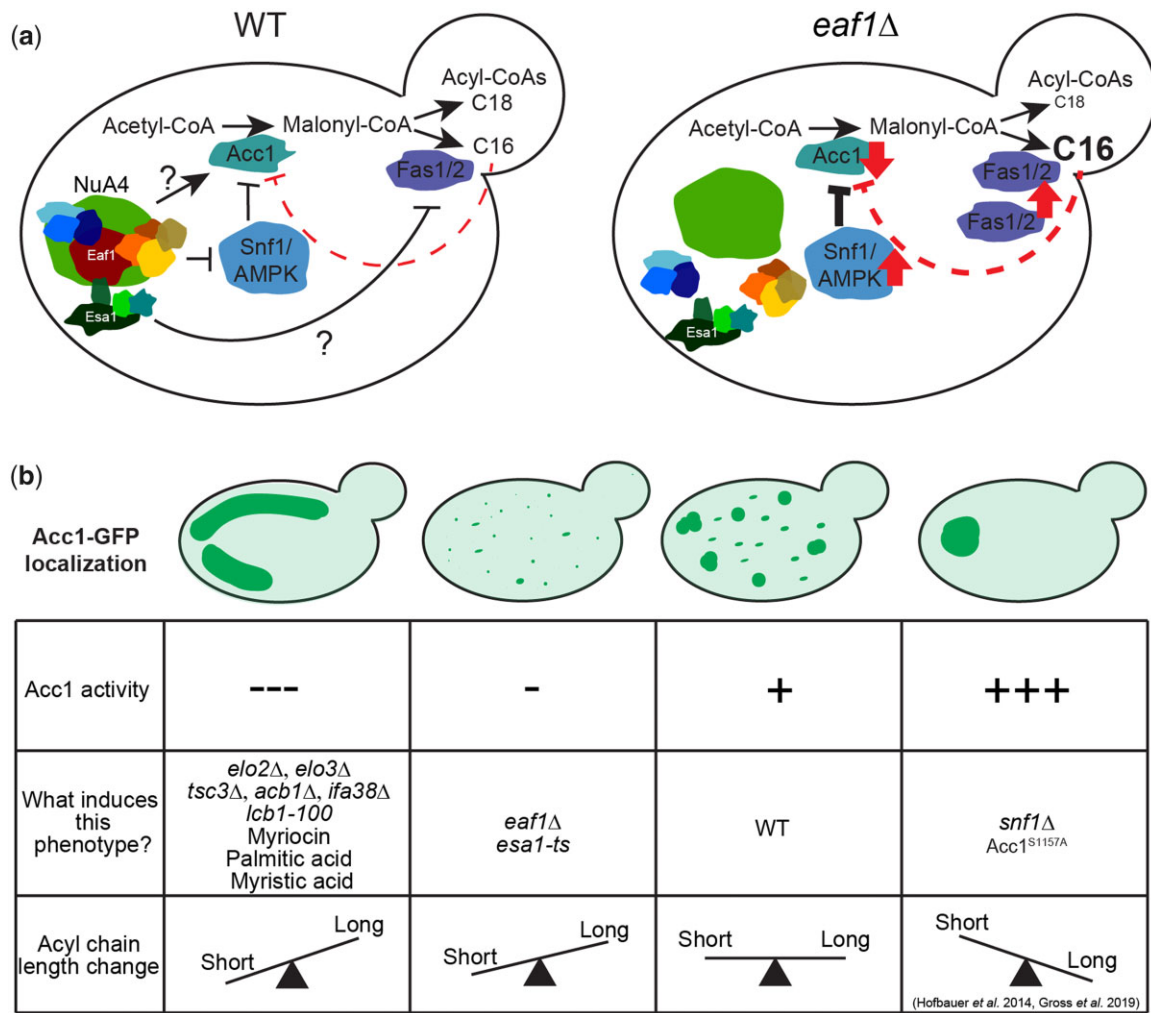 (a)
WT
eaf1Δ
Acyl-CoAs
C18
Acetyl-CoA
Malonyl-CoA
C16
Acc1
Fas1/2
NuA4
?
Eaf1
Snf1/
AMPK
Esa1
?
Acyl-CoAs
C18
Acetyl-CoA
Malonyl-CoA
C16
Acc1
Fas1/2
Fas1/2
Snf1/
AMPK
Esa1
(b)
Acc1-GFP
localization
Acc1 activity
---
-
+
+++
What induces
this
phenotype?
elo2Δ, elo3Δ
tsc3Δ, acb1Δ, ifa38Δ
lcb1-100
Myriocin
Palmitic acid
Myristic acid
eaf1Δ
esa1-ts
WT
snf1Δ
Acc1S1157A
Acyl chain
length change
Short Long
Short Long
Short Long
Short Long
(Hofbauer et al. 2014, Gross et al. 2019)